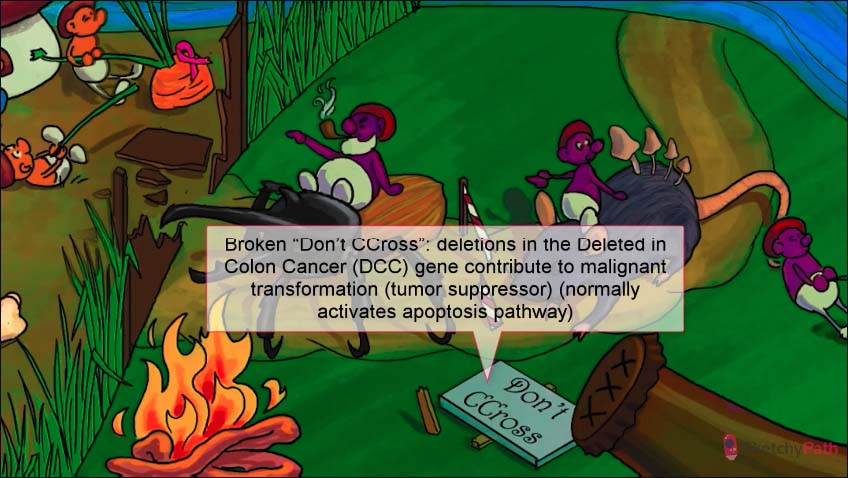 Broken “Don’t CCross”: deletions in the Deleted in
Colon Cancer (DCC) gene contribute to malignant
transformation (tumor suppressor) (normally
activates apoptosis pathway)
Don't
CCross
SketchyPath